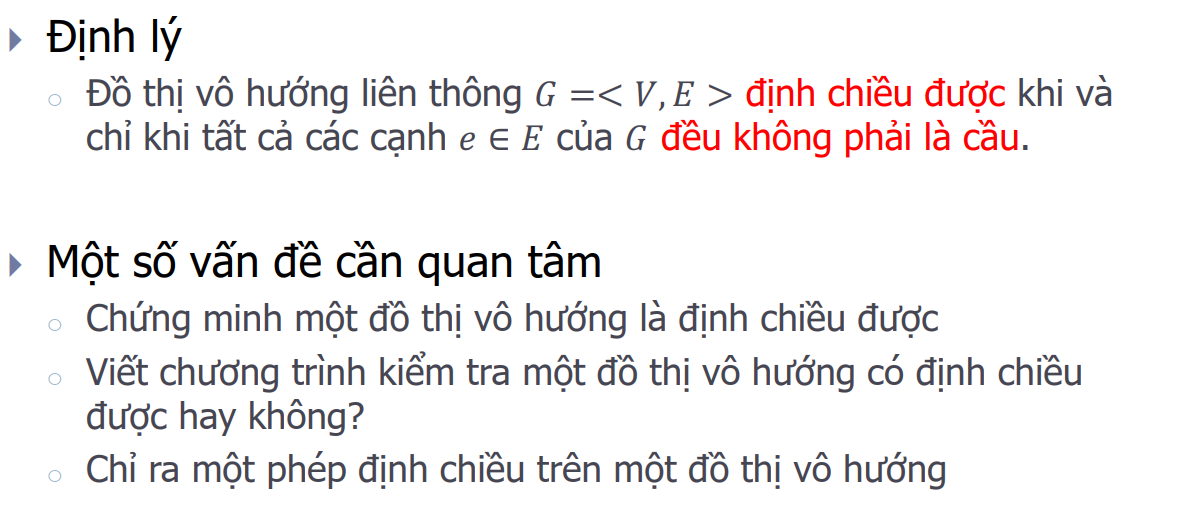 Định lý
Đồ thị vô hướng liên thông G =< V, E > định chiều được khi và
chỉ khi tất cả các cạnh e ∈ E của G đều không phải là cầu.
Một số vấn đề cần quan tâm
Chứng minh một đồ thị vô hướng là định chiều được
Viết chương trình kiểm tra một đồ thị vô hướng có định chiều
được hay không?
Chỉ ra một phép định chiều trên một đồ thị vô hướng